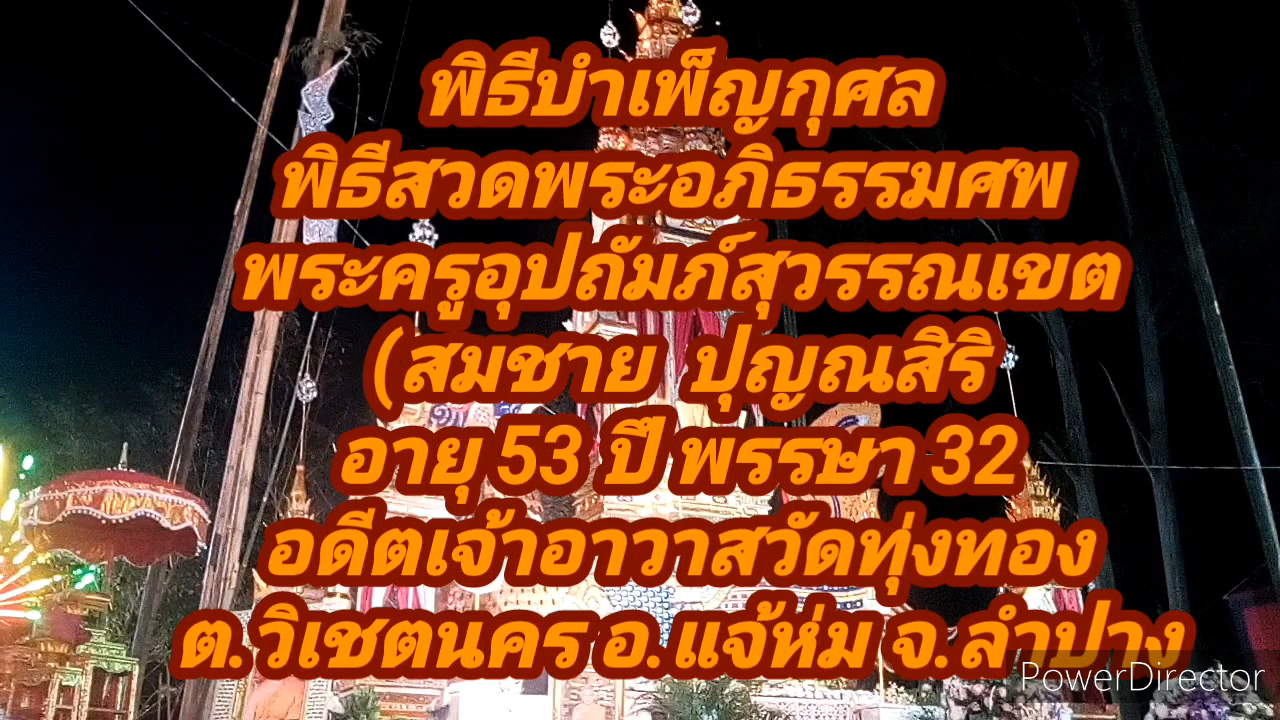 พิธีบำเพ็ญกุศล
พิธีสวดพระอภิธรรมศพ
พระครูอุปถัมภ์สุวรรณเขต
(สมชาย ปุญณสิริ
อายุ 53 ปี พรรษา 32
อดีตเจ้าอาวาสวัดทุ่งทอง
ต.วิเชตนคร อ.แจ้ห่ม จ.ลำปาง
PowerDirector